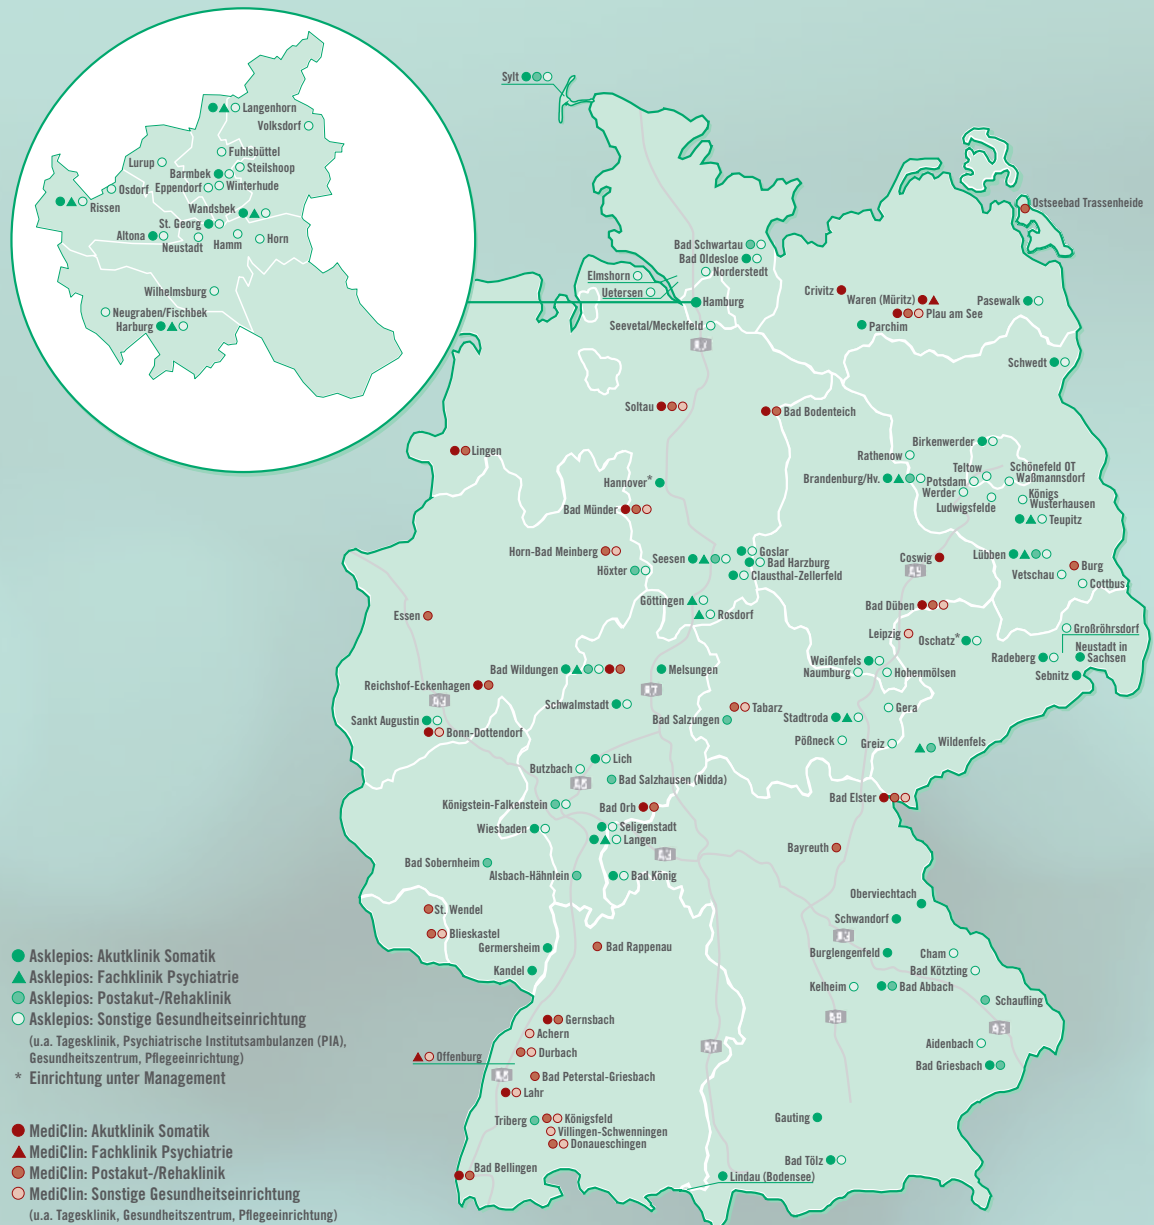 Langenhorn
Volksdorf
Fuhlsbüttel
Lurup
Steilshoop
Barmbek
Eppendorf
Winterhude
Osdorf
Rissen
Wandsbek
St. Georg
Altona
Neustadt
Hamm
Horn
Wilhelmsburg
Neugraben/Fischbek
Harburg
Sylt
Ostseebad Trassenheide
Bad Schwartau
Bad Oldesloe
Norderstedt
Elmshorn
Uetersen
Hamburg
Seevetal/Meckelfeld
Crivitz
Waren (Müritz)
Plau am See
Parchim
Pasewalk
A7
Schwedt
Soltau
Bad Bodenteich
Lingen
Birkenwerder
Rathenow
Hannover*
Brandenburg/Hv.
Teltow
Potsdam
Schönefeld OT
Waßmannsdorf
Werder
Ludwigsfelde
Königs
Wusterhausen
Teupitz
Bad Münder
Horn-Bad Meinberg
Höxter
Seesen
Goslar
Bad Harzburg
Clausthal-Zellerfeld
Coswig
A9
Lübben
Burg
Vetschau
Cottbus
Göttingen
Rosdorf
Essen
Bad Düben
Leipzig
Oschatz*
Großröhrsdorf
Neustadt in
Sachsen
Radeberg
Sebnitz
Bad Wildungen
Melsungen
Weißenfels
Naumburg
Hohenmölsen
Reichshof-Eckenhagen
A3
A7
Schwalmstadt
Bad Salzungen
Tabarz
Stadtroda
Gera
Sankt Augustin
Bonn-Dottendorf
Pößneck
Greiz
Wildenfels
Lich
Butzbach
Bad Salzhausen (Nidda)
A5
Königstein-Falkenstein
Bad Orb
Bad Elster
Wiesbaden
Seligenstadt
Langen
A3
Bayreuth
Bad Sobernheim
Alsbach-Hähnlein
Bad König
Oberviechtach
St. Wendel
Schwandorf
Blieskastel
Germersheim
Bad Rappenau
Burglengenfeld
Cham
Bad Kötzting
Kandel
Kelheim
Bad Abbach
Schaufling
Gernsbach
Achern
A9
A3
Offenburg
Durbach
A7
Aidenbach
Bad Griesbach
A5
Bad Peterstal-Griesbach
Lahr
Triberg
Königsfeld
Villingen-Schwenningen
Donaueschingen
Gauting
Bad Bellingen
Bad Tölz
Lindau (Bodensee)
Asklepios: Akutklinik Somatik
Asklepios: Fachklinik Psychiatrie
Asklepios: Postakut-/Rehaklinik
Asklepios: Sonstige Gesundheitseinrichtung
(u.a. Tagesklinik, Psychiatrische Institutsambulanzen (PIA),
Gesundheitszentrum, Pflegeeinrichtung)
* Einrichtung unter Management
MediClin: Akutklinik Somatik
MediClin: Fachklinik Psychiatrie
MediClin: Postakut-/Rehaklinik
MediClin: Sonstige Gesundheitseinrichtung
(u.a. Tagesklinik, Gesundheitszentrum, Pflegeeinrichtung)